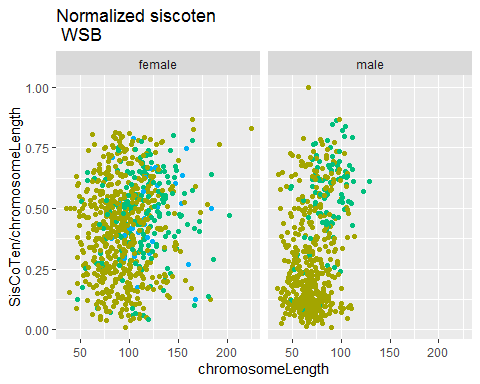 Normalized siscoten
WSB
female male
SisCoTen/chromosomeLength
1.00
0.75
0.50
0.25
0.00
50 100 150 200 50 100 150 200
chromosomeLength